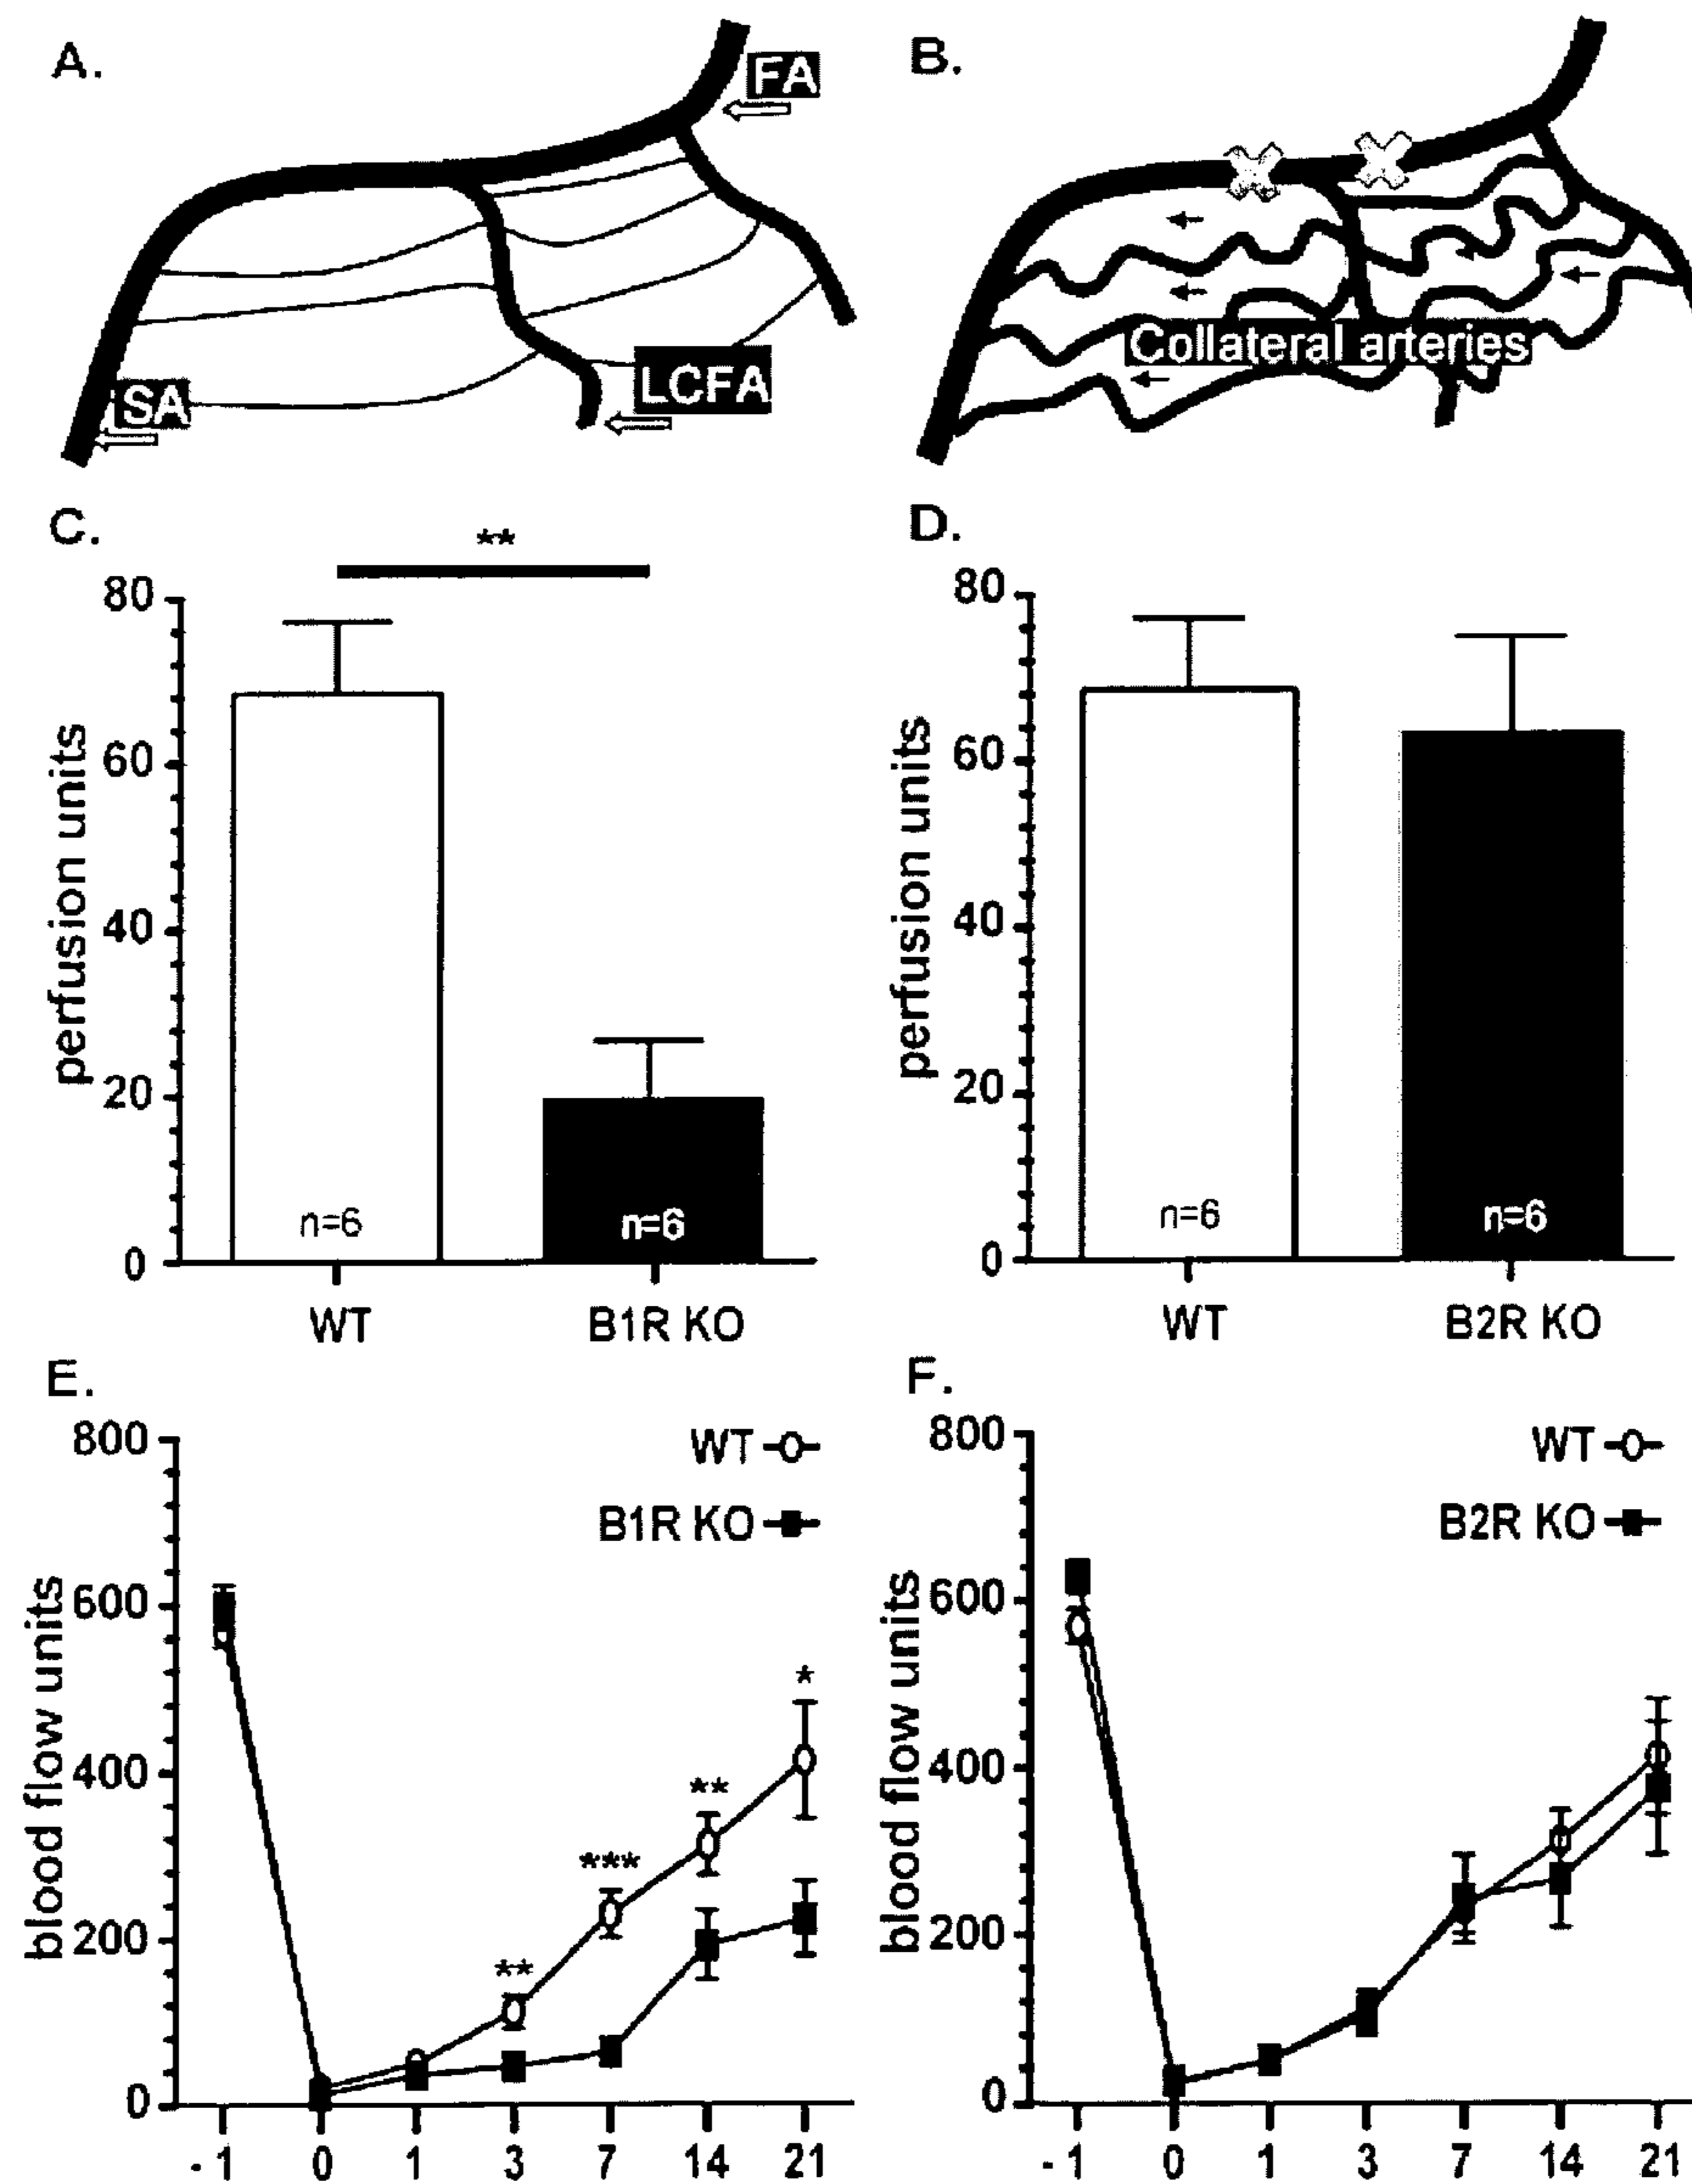 A.
FA
SA
LCFA
B.
Collateral arteries
C.
**
80
60
40
20
0
perfusion units
n=6
n=6
WT
B1R KO
D.
80
60
40
20
0
perfusion units
n=6
n=6
WT
B2R KO
E.
800
600
400
200
0
blood flow units
WT
B1R KO
**
***
**
*
-1 0 1 3 7 14 21
F.
800
600
400
200
0
blood flow units
WT
B2R KO
-1 0 1 3 7 14 21